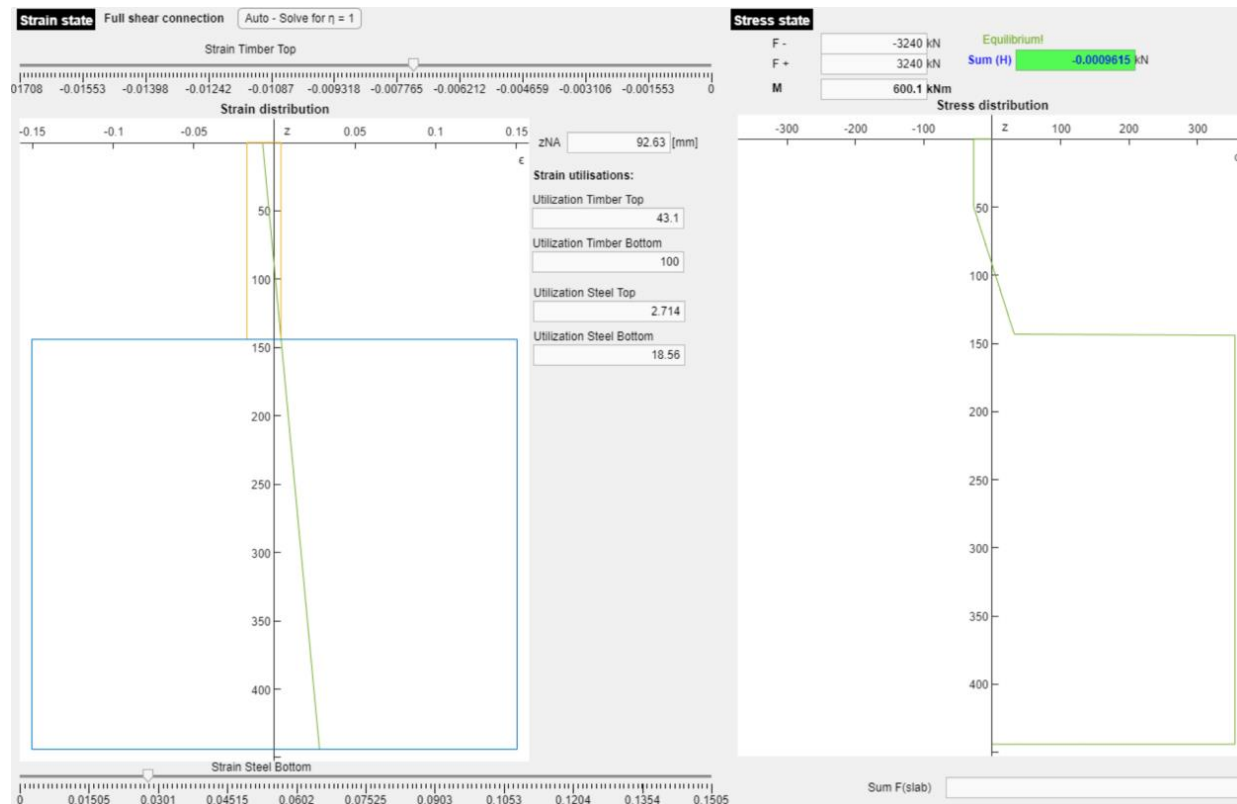 Strain state Full shear connection Auto - Solve for η = 1
Strain Timber Top
01708 -0.01553 -0.01398 -0.01242 -0.01087 -0.009318 -0.007765 -0.006212 -0.004659 -0.003106 -0.001553 0
Strain distribution
-0.15 -0.1 -0.05 z 0.05 0.1 0.15
ϵ
50
100
150
200
250
300
350
400
zNA 92.63 [mm]
Strain utilisations:
Utilization Timber Top
43.1
Utilization Timber Bottom
100
Utilization Steel Top
2.714
Utilization Steel Bottom
18.56
Strain Steel Bottom
0 0.01505 0.0301 0.04515 0.0602 0.07525 0.0903 0.1053 0.1204 0.1354 0.1505
Stress state
F - -3240 kN
F + 3240 kN
M 600.1 kNm
Equilibrium!
Sum (H) -0.0009615 kN
Stress distribution
-300 -200 -100 z 100 200 300
50
100
150
200
250
300
350
400
Sum F(slab)